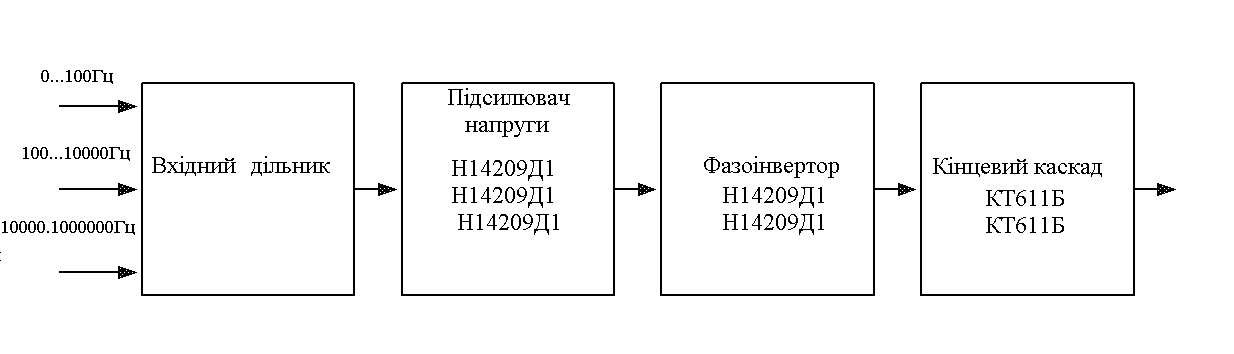 0...100Гц
100...10000Гц
10000.1000000Гц
Вхідний дільник
Підсилювач
напруги
Н14209Д1
Н14209Д1
Н14209Д1
Фазоінвертор
Н14209Д1
Н14209Д1
Кінцевий каскад
КТ611Б
КТ611Б